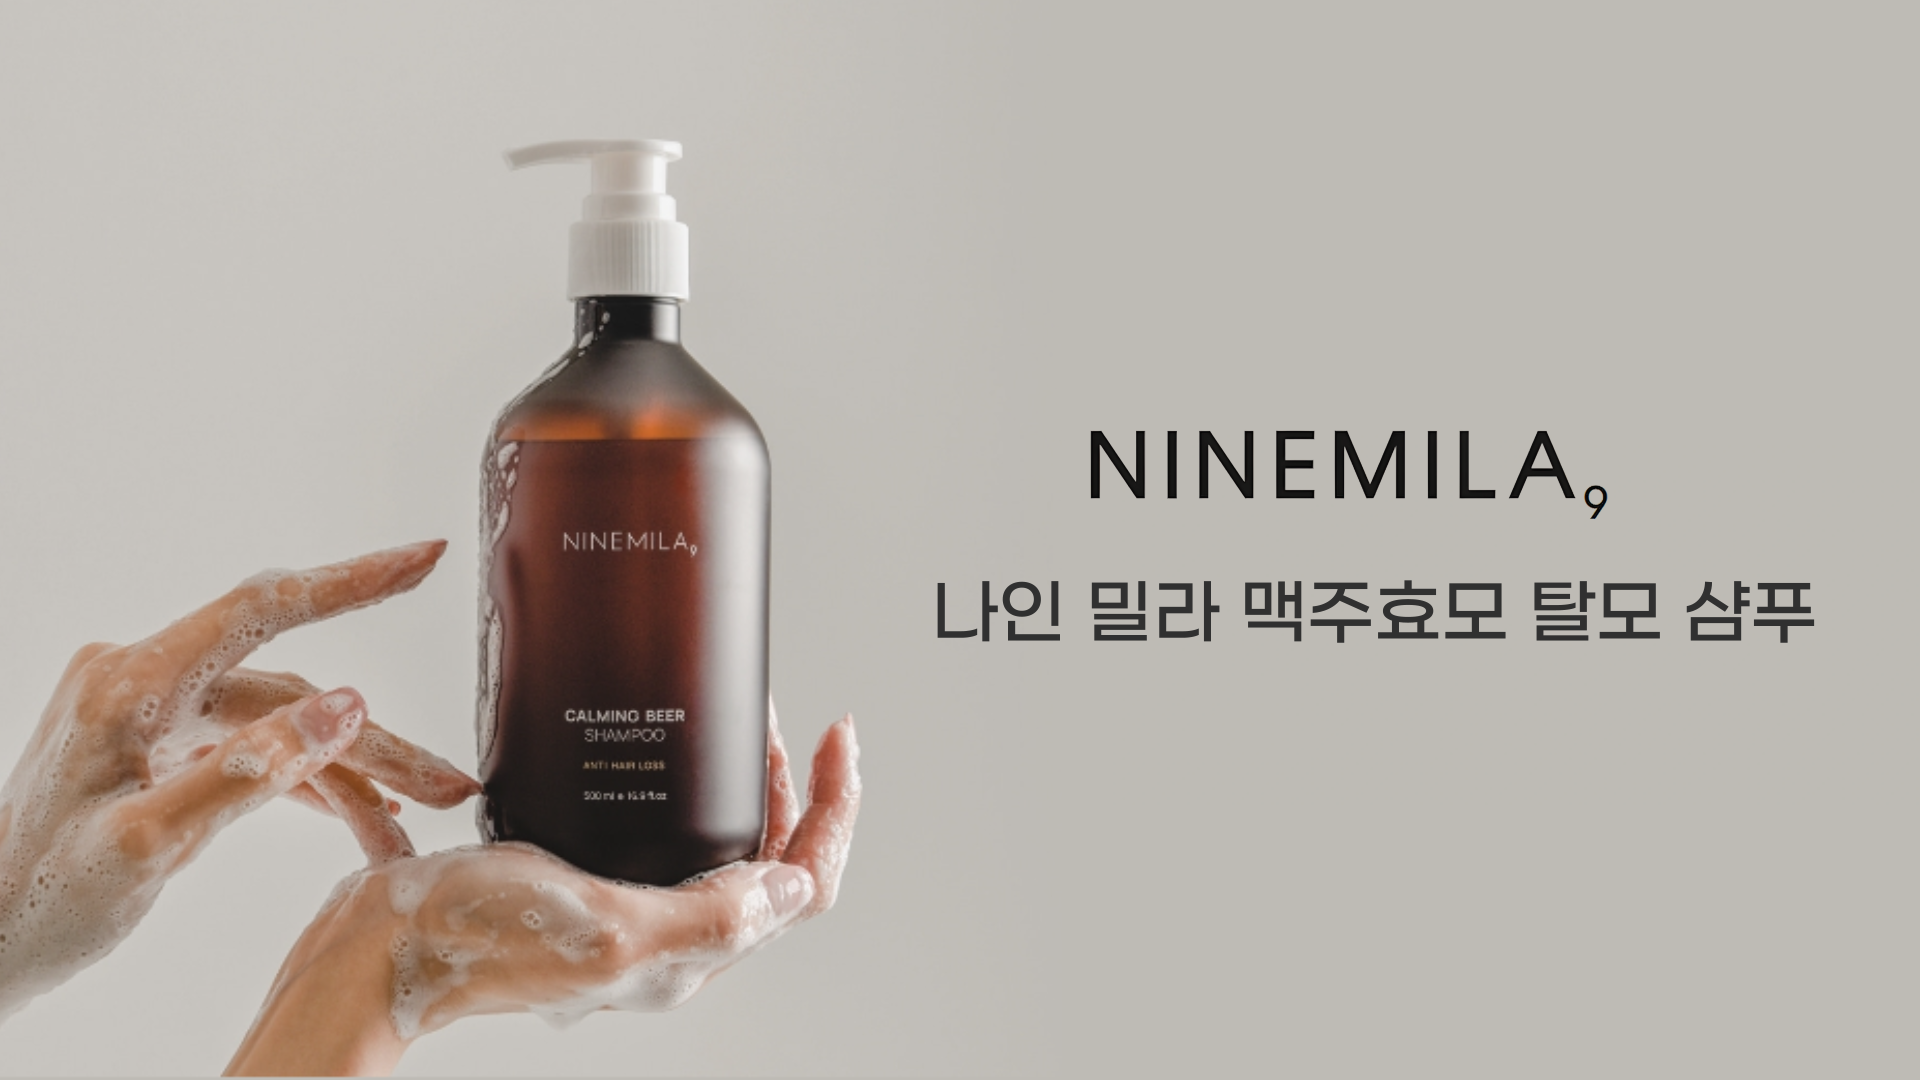 NINEMILA9
CALMING BEER
SHAMPOO
ANTI HAIR LOSS
500 ml e 16.9 fl.oz
NINEMILA9
나인 밀라 맥주효모 탈모 샴푸